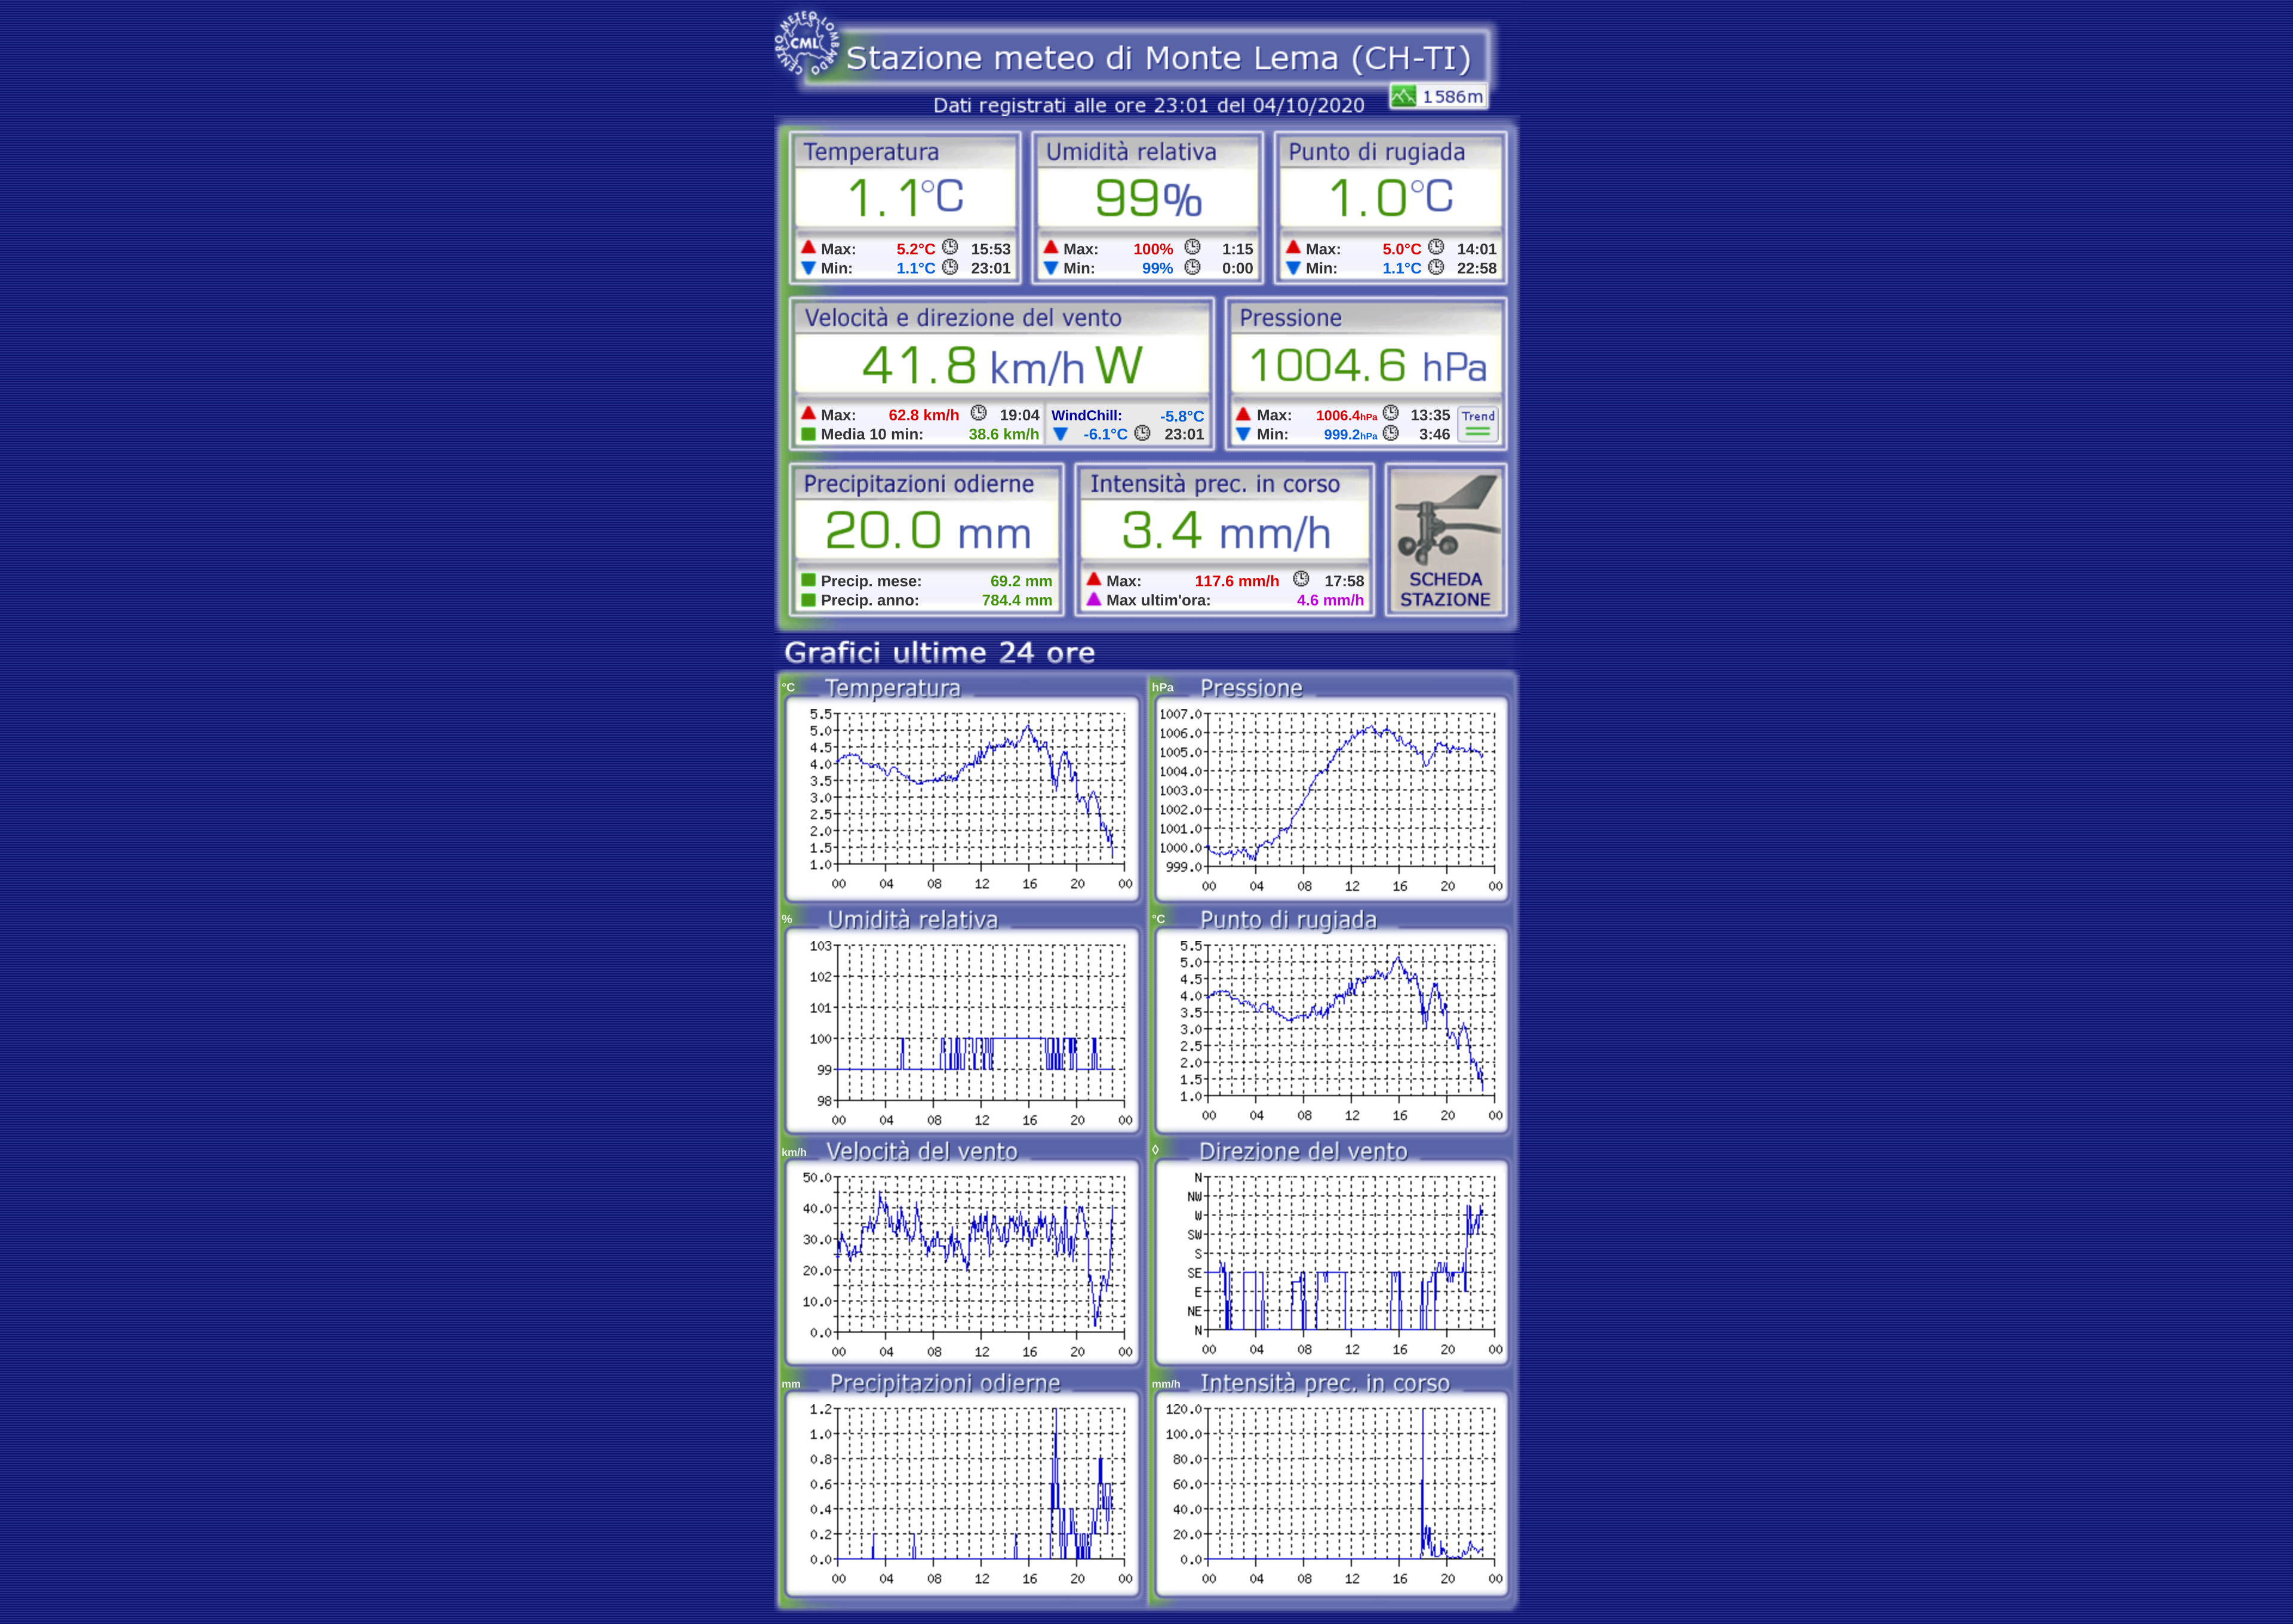 CENTRO METEO LOMBARDO
CML
Stazione meteo di Monte Lema (CH-TI)
Dati registrati alle ore 23:01 del 04/10/2020
1586m
Temperatura
1.1°C
Max: 5.2°C 15:53
Min: 1.1°C 23:01
Umidità relativa
99%
Max: 100% 1:15
Min: 99% 0:00
Punto di rugiada
1.0°C
Max: 5.0°C 14:01
Min: 1.1°C 22:58
Velocità e direzione del vento
41.8 km/h W
Max: 62.8 km/h 19:04
Media 10 min: 38.6 km/h
WindChill: -5.8°C
-6.1°C 23:01
Pressione
1004.6 hPa
Max: 1006.4hPa 13:35
Min: 999.2hPa 3:46
Trend
Precipitazioni odierne
20.0 mm
Precip. mese: 69.2 mm
Precip. anno: 784.4 mm
Intensità prec. in corso
3.4 mm/h
Max: 117.6 mm/h 17:58
Max ultim'ora: 4.6 mm/h
SCHEDA
STAZIONE
Grafici ultime 24 ore
°C Temperatura
5.5
5.0
4.5
4.0
3.5
3.0
2.5
2.0
1.5
1.0
00 04 08 12 16 20 00
hPa Pressione
1007.0
1006.0
1005.0
1004.0
1003.0
1002.0
1001.0
1000.0
999.0
00 04 08 12 16 20 00
% Umidità relativa
103
102
101
100
99
98
00 04 08 12 16 20 00
°C Punto di rugiada
5.5
5.0
4.5
4.0
3.5
3.0
2.5
2.0
1.5
1.0
00 04 08 12 16 20 00
km/h Velocità del vento
50.0
40.0
30.0
20.0
10.0
0.0
00 04 08 12 16 20 00
◊ Direzione del vento
N
NW
W
SW
S
SE
E
NE
N
00 04 08 12 16 20 00
mm Precipitazioni odierne
1.2
1.0
0.8
0.6
0.4
0.2
0.0
00 04 08 12 16 20 00
mm/h Intensità prec. in corso
120.0
100.0
80.0
60.0
40.0
20.0
0.0
00 04 08 12 16 20 00